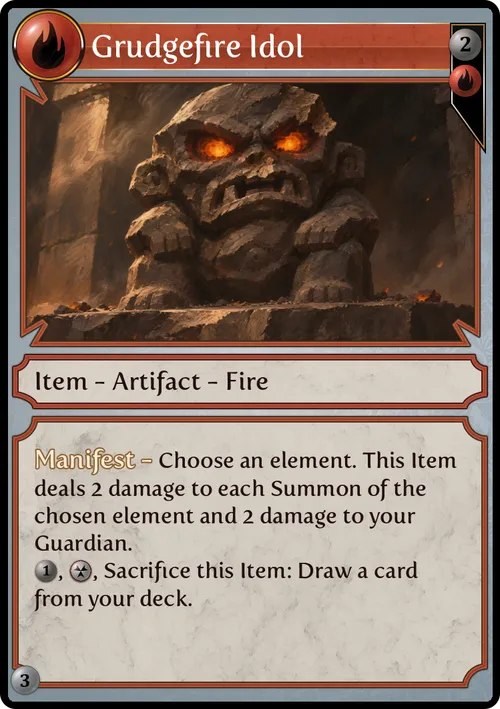 Grudgefire Idol
2
Item – Artifact – Fire
Manifest – Choose an element. This Item
deals 2 damage to each Summon of the
chosen element and 2 damage to your
Guardian.
1, , Sacrifice this Item: Draw a card
from your deck.
3